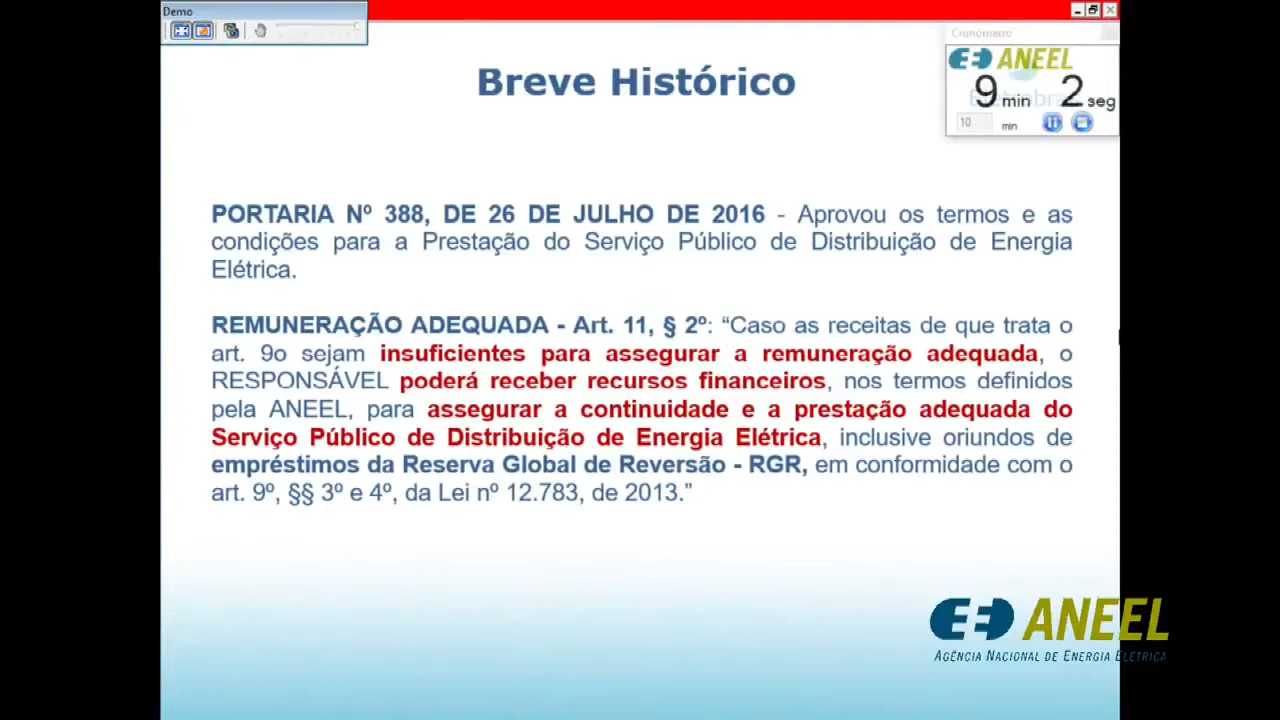 Demo
Cronômetro
ANEEL
9 min 2 seg
10 min
Breve Histórico
PORTARIA Nº 388, DE 26 DE JULHO DE 2016 - Aprovou os termos e as
condições para a Prestação do Serviço Público de Distribuição de Energia
Elétrica.
REMUNERAÇÃO ADEQUADA - Art. 11, § 2º: “Caso as receitas de que trata o
art. 9o sejam insuficientes para assegurar a remuneração adequada, o
RESPONSÁVEL poderá receber recursos financeiros, nos termos definidos
pela ANEEL, para assegurar a continuidade e a prestação adequada do
Serviço Público de Distribuição de Energia Elétrica, inclusive oriundos de
empréstimos da Reserva Global de Reversão - RGR, em conformidade com o
art. 9º, §§ 3º e 4º, da Lei nº 12.783, de 2013.”
ANEEL
AGÊNCIA NACIONAL DE ENERGIA ELÉTRICA